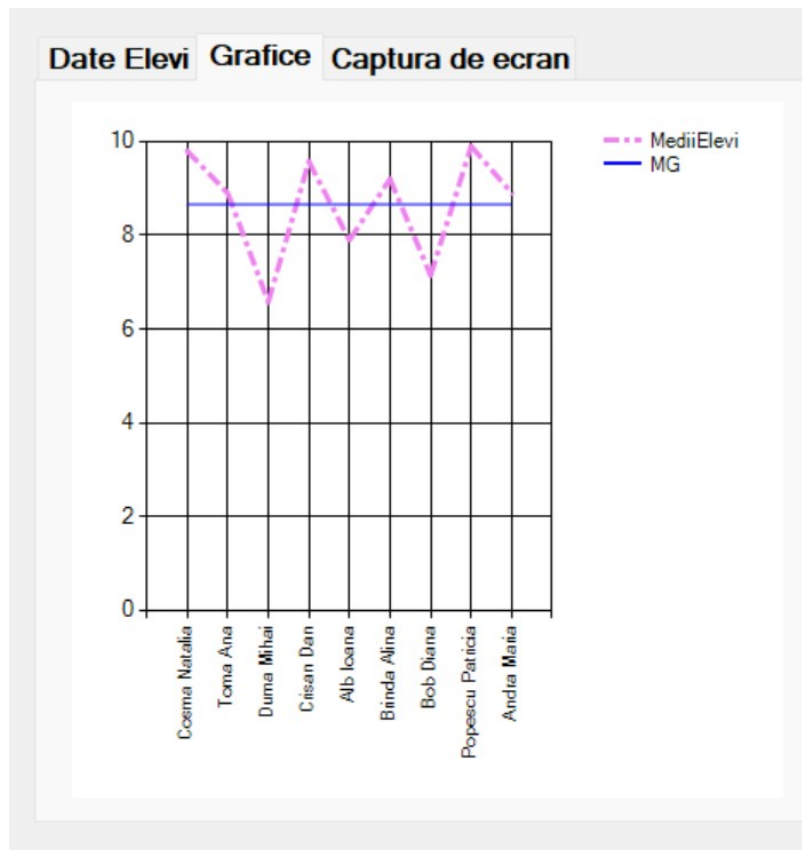 Date Elevi Grafice Captura de ecran
10
8
6
4
2
0
MediiElevi
MG
Cosma Natalia
Toma Ana
Duma Mihai
Crisan Dan
Alb Ioana
Brinda Alina
Bob Diana
Popescu Patricia
Andra Maria